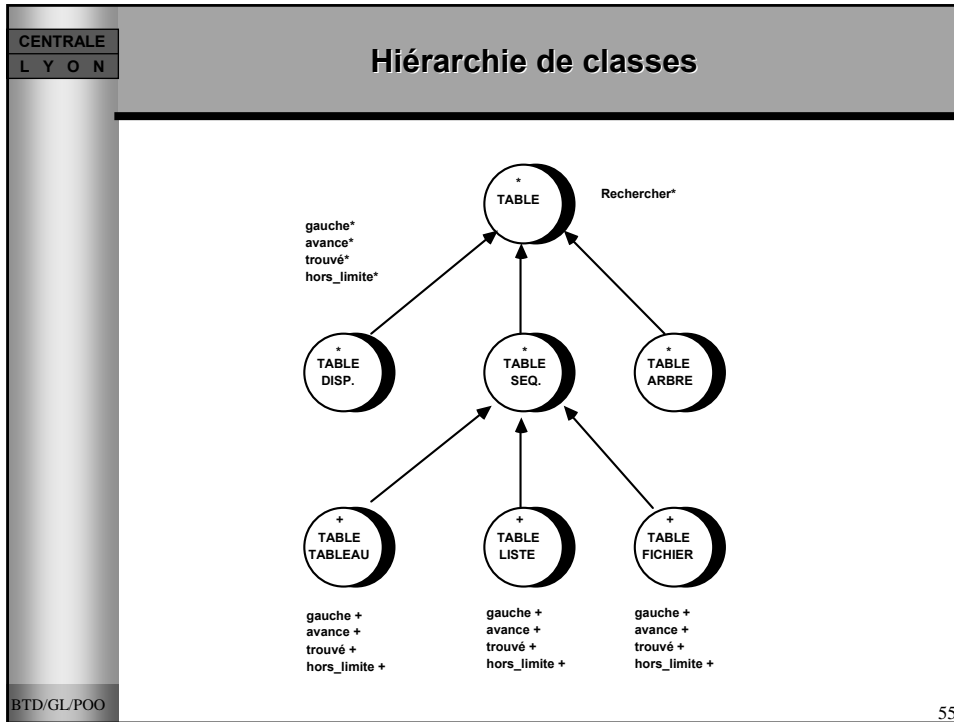 CENTRALE
L Y O N
Hiérarchie de classes
*
TABLE
Rechercher*
gauche*
avance*
trouvé*
hors_limite*
*
TABLE
DISP.
*
TABLE
SEQ.
*
TABLE
ARBRE
+
TABLE
TABLEAU
+
TABLE
LISTE
+
TABLE
FICHIER
gauche +
avance +
trouvé +
hors_limite +
gauche +
avance +
trouvé +
hors_limite +
gauche +
avance +
trouvé +
hors_limite +
BTD/GL/POO
55